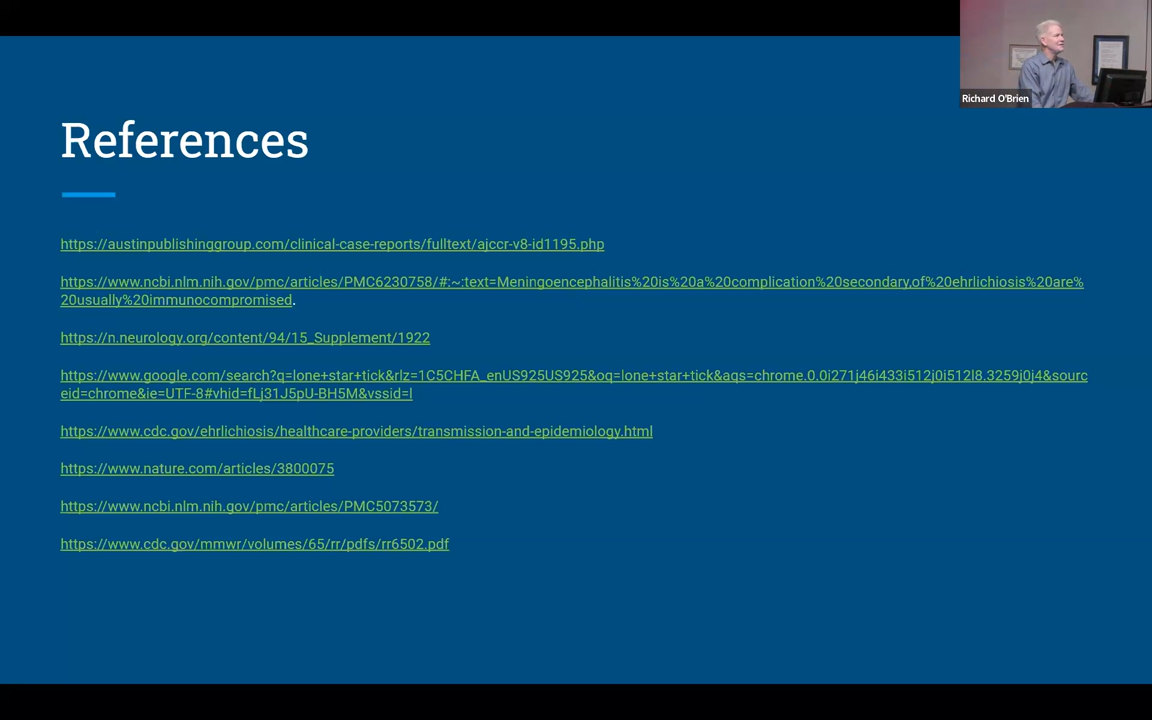 Richard O'Brien
References
https://austinpublishinggroup.com/clinical-case-reports/fulltext/ajccr-v8-id1195.php
https://www.ncbi.nlm.nih.gov/pmc/articles/PMC6230758/#:~:text=Meningoencephalitis%20is%20a%20complication%20secondary,of%20ehrlichiosis%20are%
20usually%20immunocompromised.
https://n.neurology.org/content/94/15_Supplement/1922
https://www.google.com/search?q=lone+star+tick&rlz=1C5CHFA_enUS925US925&oq=lone+star+tick&aqs=chrome.0.0i271j46i433i512j0i512l8.3259j0j4&sourc
eid=chrome&ie=UTF-8#vhid=fLj31J5pU-BH5M&vssid=l
https://www.cdc.gov/ehrlichiosis/healthcare-providers/transmission-and-epidemiology.html
https://www.nature.com/articles/3800075
https://www.ncbi.nlm.nih.gov/pmc/articles/PMC5073573/
https://www.cdc.gov/mmwr/volumes/65/rr/pdfs/rr6502.pdf